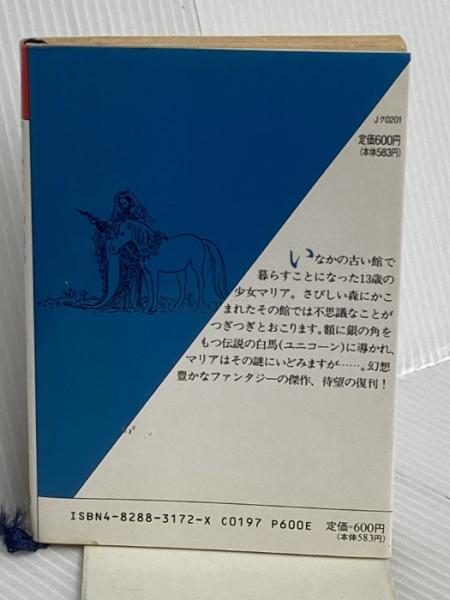 Jク0201
定価600円
(本体583円)
いなかの古い館で
暮らすことになった13歳の
少女マリア。さびしい森にかこ
まれたその館では不思議なことが
つぎつぎとおこります。額に銀の角を
もつ伝説の白馬(ユニコーン)に導かれ、
マリアはその謎にいどみますが……。幻想
豊かなファンタジーの傑作、待望の復刊!
ISBN4-8288-3172-X C0197 P600E 定価=600円
(本体583円)